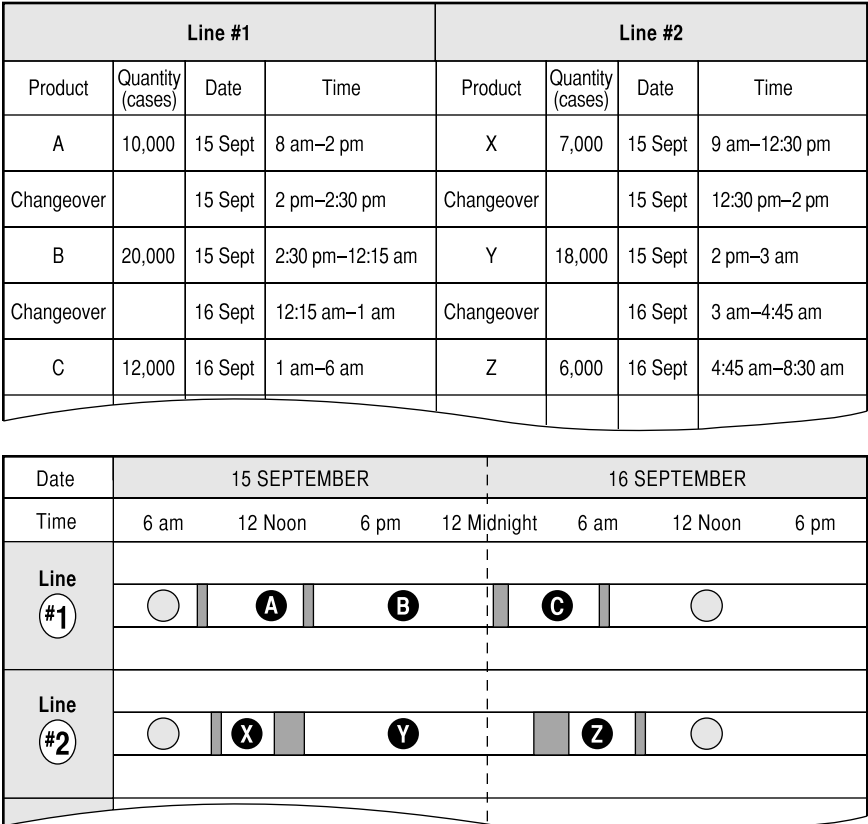 Line #1 Line #2
Product Quantity (cases) Date Time Product Quantity (cases) Date Time
A 10,000 15 Sept 8 am–2 pm X 7,000 15 Sept 9 am–12:30 pm
Changeover 15 Sept 2 pm–2:30 pm Changeover 15 Sept 12:30 pm–2 pm
B 20,000 15 Sept 2:30 pm–12:15 am Y 18,000 15 Sept 2 pm–3 am
Changeover 16 Sept 12:15 am–1 am Changeover 16 Sept 3 am–4:45 am
C 12,000 16 Sept 1 am–6 am Z 6,000 16 Sept 4:45 am–8:30 am
Date 15 SEPTEMBER 16 SEPTEMBER
Time 6 am 12 Noon 6 pm 12 Midnight 6 am 12 Noon 6 pm
Line
#1 A B C
Line
#2 X Y Z